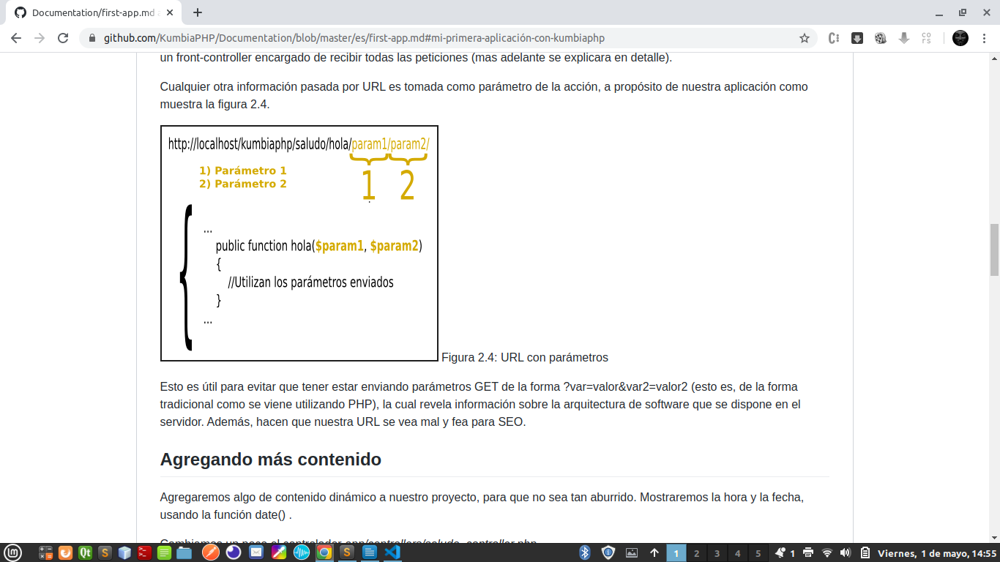 Documentation/first-app.md a
github.com/KumbiaPHP/Documentation/blob/master/es/first-app.md#mi-primera-aplicación-con-kumbiaphp
un front-controller encargado de recibir todas las peticiones (mas adelante se explicara en detalle).
Cualquier otra información pasada por URL es tomada como parámetro de la acción, a propósito de nuestra aplicación como
muestra la figura 2.4.
http://localhost/kumbiaphp/saludo/hola/param1/param2/
1) Parámetro 1
2) Parámetro 2
1 2
...
public function hola($param1, $param2)
{
//Utilizan los parámetros enviados
}
...
Figura 2.4: URL con parámetros
Esto es útil para evitar que tener estar enviando parámetros GET de la forma ?var=valor&var2=valor2 (esto es, de la forma
tradicional como se viene utilizando PHP), la cual revela información sobre la arquitectura de software que se dispone en el
servidor. Además, hacen que nuestra URL se vea mal y fea para SEO.
Agregando más contenido
Agregaremos algo de contenido dinámico a nuestro proyecto, para que no sea tan aburrido. Mostraremos la hora y la fecha,
usando la función date() .
Cambiamos un poco el controlador app/controllers/saludo_controller.php
1 2 3 4 5 1 Viernes, 1 de mayo, 14:55